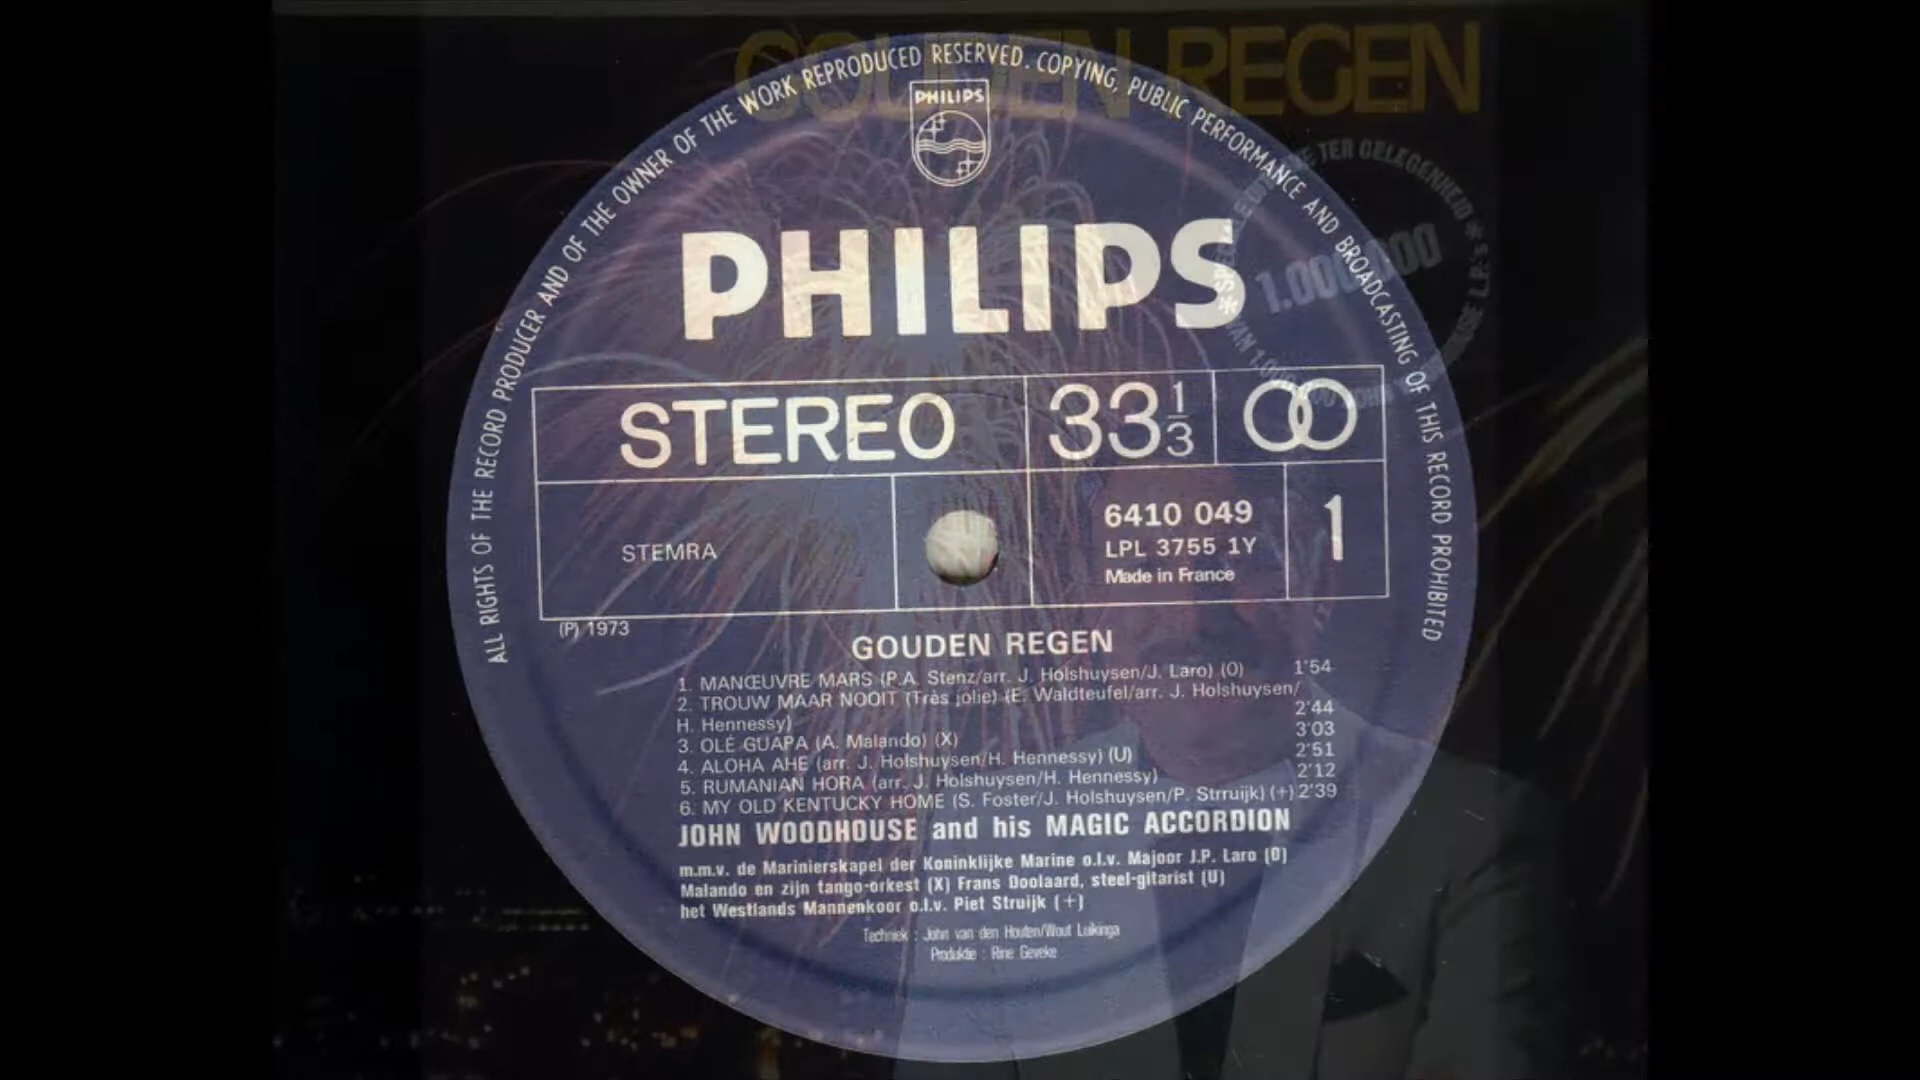 GOUDEN REGEN
ALL RIGHTS OF THE RECORD PRODUCER AND OF THE OWNER OF THE WORK REPRODUCED RESERVED. COPYING, PUBLIC PERFORMANCE AND BROADCASTING OF THIS RECORD PROHIBITED
PHILIPS
TER GELEGENHEID
1.000.000
PHILIPS
STEREO 33 1/3
STEMRA
6410 049
LPL 3755 1Y
Made in France
1
(P) 1973
GOUDEN REGEN
1. MANŒUVRE MARS (P.A. Stenz/arr. J. Holshuysen/J. Laro) (O) 1'54
2. TROUW MAAR NOOIT (Très jolie) (E. Waldteufel/arr. J. Holshuysen/
H. Hennessy) 2'44
3. OLÉ GUAPA (A. Malando) (X) 3'03
4. ALOHA AHE (arr. J. Holshuysen/H. Hennessy) (U) 2'51
5. RUMANIAN HORA (arr. J. Holshuysen/H. Hennessy) 2'12
6. MY OLD KENTUCKY HOME (S. Foster/J. Holshuysen/P. Strruijk) (+) 2'39
JOHN WOODHOUSE and his MAGIC ACCORDION
m.m.v. de Marinierskapel der Koninklijke Marine o.l.v. Majoor J.P. Laro (O)
Malando en zijn tango-orkest (X) Frans Doolaard, steel-gitarist (U)
het Westlands Mannenkoor o.l.v. Piet Struijk (+)
Techniek : John van den Houten/Wout Luikinga
Produktie : Rine Geveke